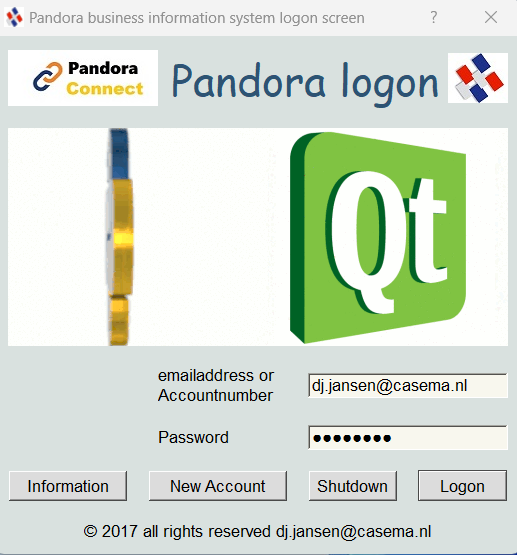 Pandora business information system logon screen
Pandora
Connect
Pandora logon
Qt
emailaddress or
Accountnumber
dj.jansen@casema.nl
Password
●●●●●●●●
Information
New Account
Shutdown
Logon
© 2017 all rights reserved dj.jansen@casema.nl